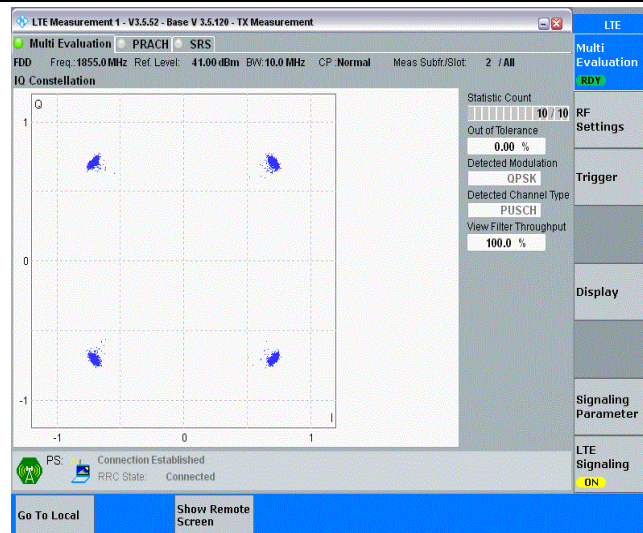 LTE Measurement 1 - V3.5.52 - Base V 3.5.120 - TX Measurement
LTE
Multi Evaluation PRACH SRS
FDD Freq.:1855.0 MHz Ref. Level: 41.00 dBm BW:10.0 MHz CP :Normal Meas Subfr./Slot: 2 / All
IQ Constellation
Multi
Evaluation
RDY
RF
Settings
Trigger
Display
Signaling
Parameter
LTE
Signaling
ON
Q
1
0
-1
-1 0 1
I
Statistic Count
10 / 10
Out of Tolerance
0.00 %
Detected Modulation
QPSK
Detected Channel Type
PUSCH
View Filter Throughput
100.0 %
PS: Connection Established
RRC State: Connected
Go To Local
Show Remote
Screen